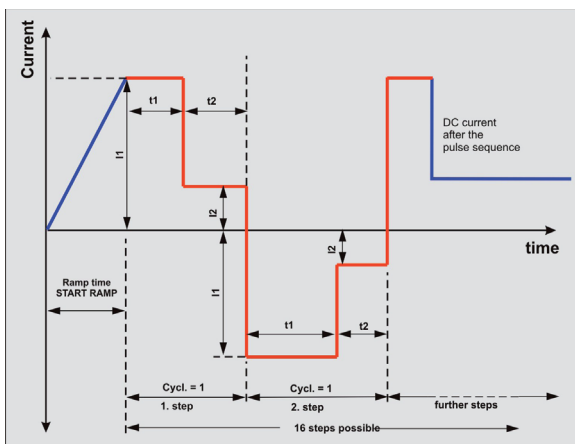 Current
t1
t2
I1
DC current
after the
pulse sequence
I2
I2
time
Ramp time
START RAMP
I1
t1
t2
Cycl. = 1
Cycl. = 1
1. step
2. step
further steps
16 steps possible